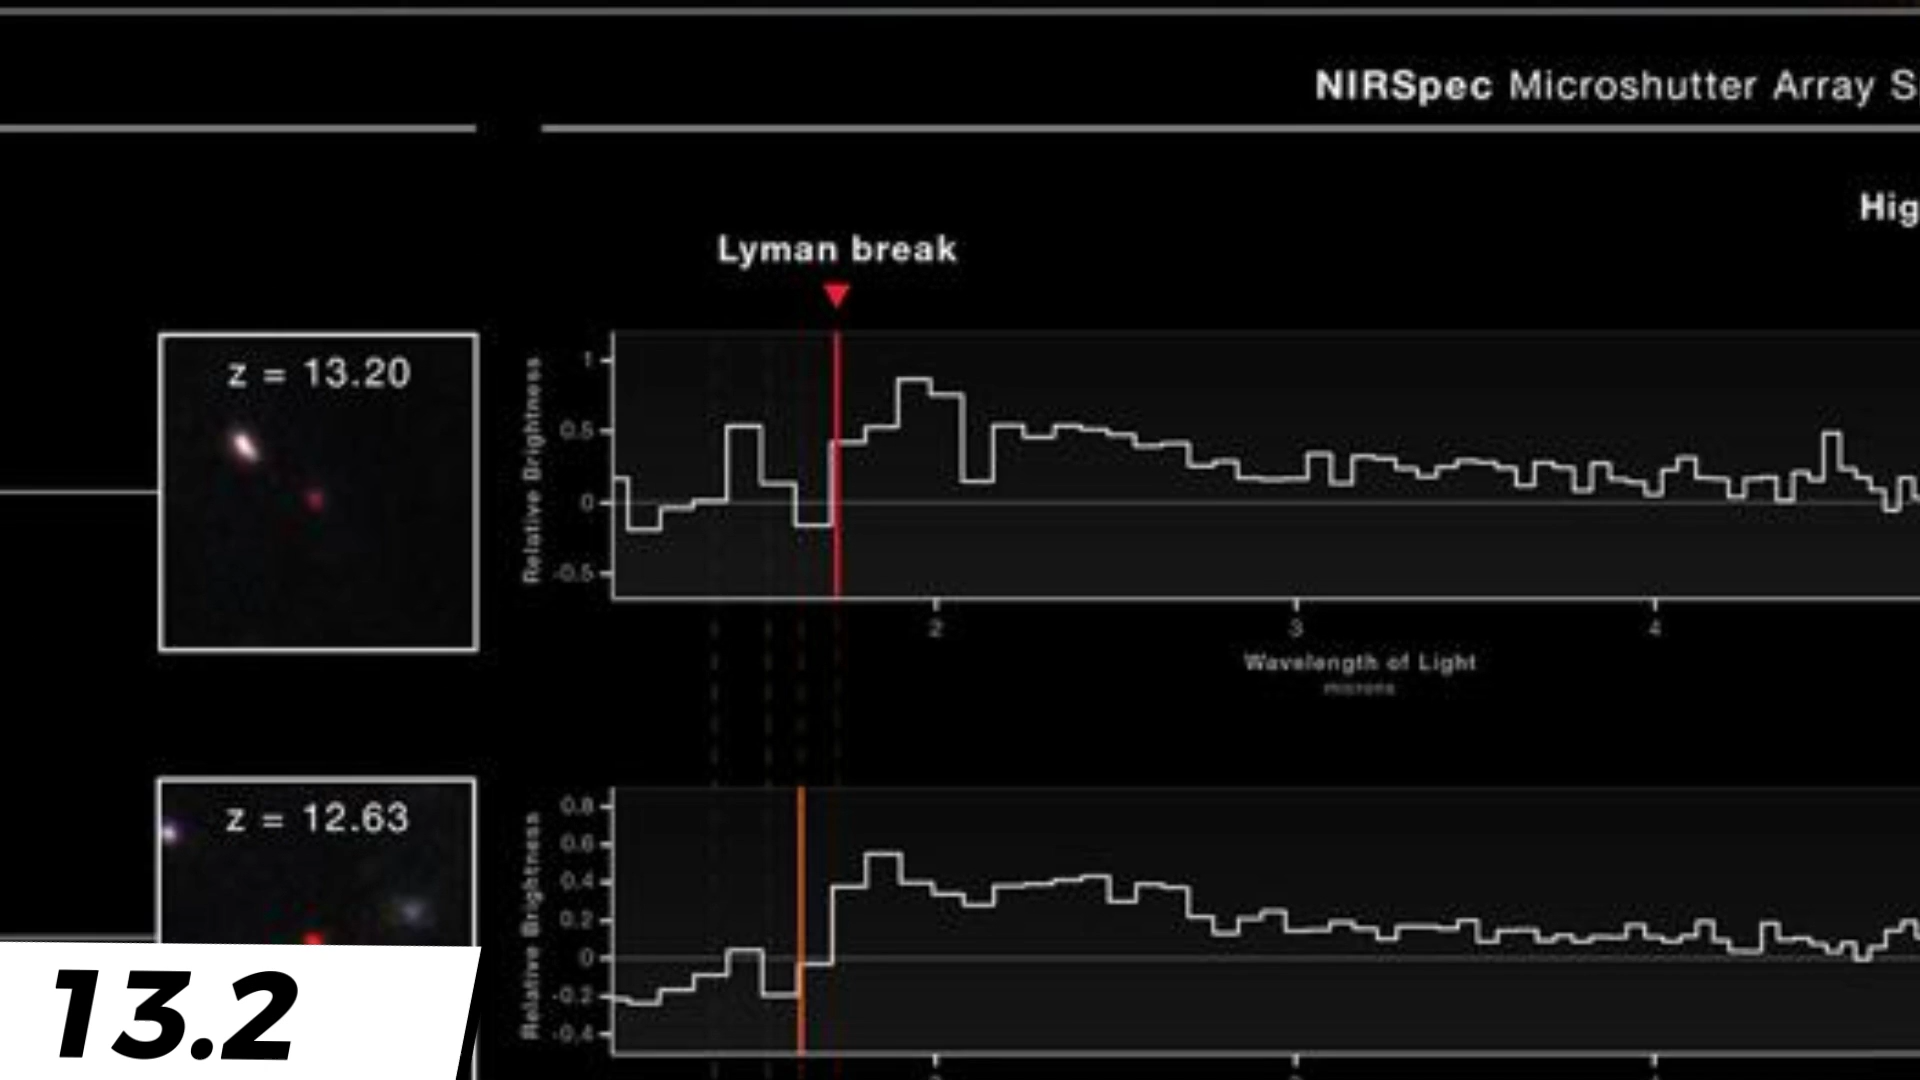 NIRSpec Microshutter Array S
Hig
Lyman break
z = 13.20
Relative Brightness
1
0.5
0
-0.5
2
3
4
Wavelength of Light
microns
z = 12.63
Relative Brightness
0.8
0.6
0.4
0.2
0
-0.2
-0.4
13.2